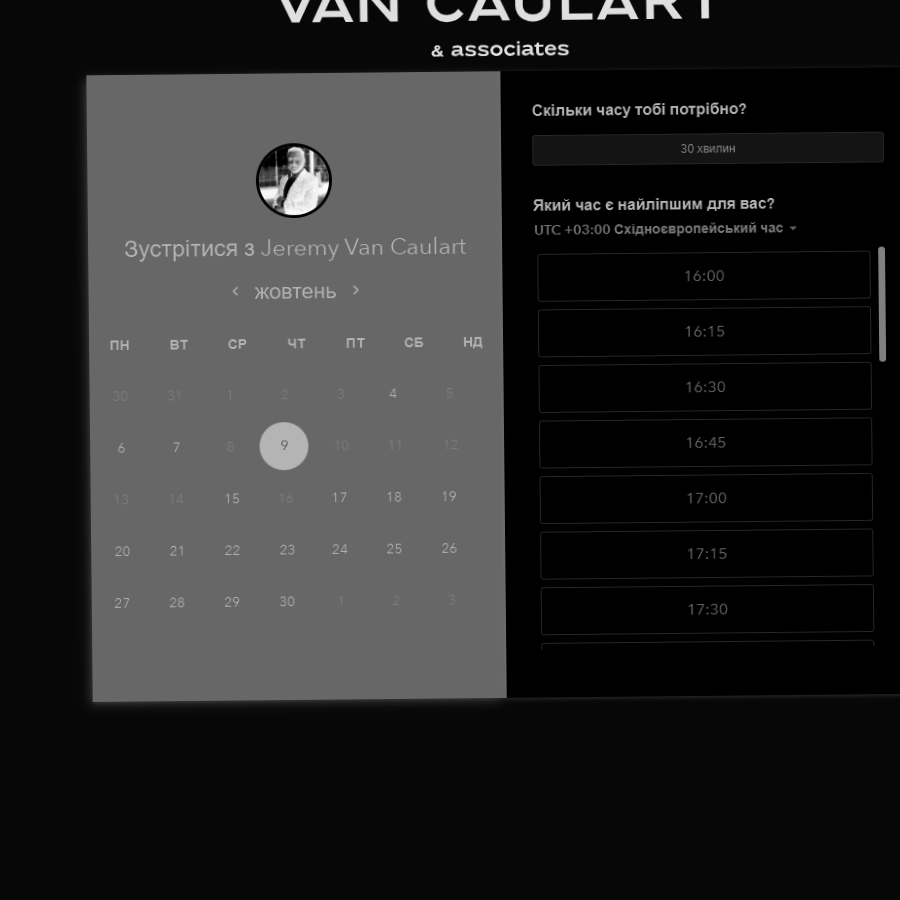 VAN CAULART
& associates
Зустрітися з Jeremy Van Caulart
жовтень
ПН ВТ СР ЧТ ПТ СБ НД
30 31 1 2 3 4 5
6 7 8 9 10 11 12
13 14 15 16 17 18 19
20 21 22 23 24 25 26
27 28 29 30 1 2 3
Скільки часу тобі потрібно?
30 хвилин
Який час є найліпшим для вас?
UTC +03:00 Східноєвропейський час
16:00
16:15
16:30
16:45
17:00
17:15
17:30